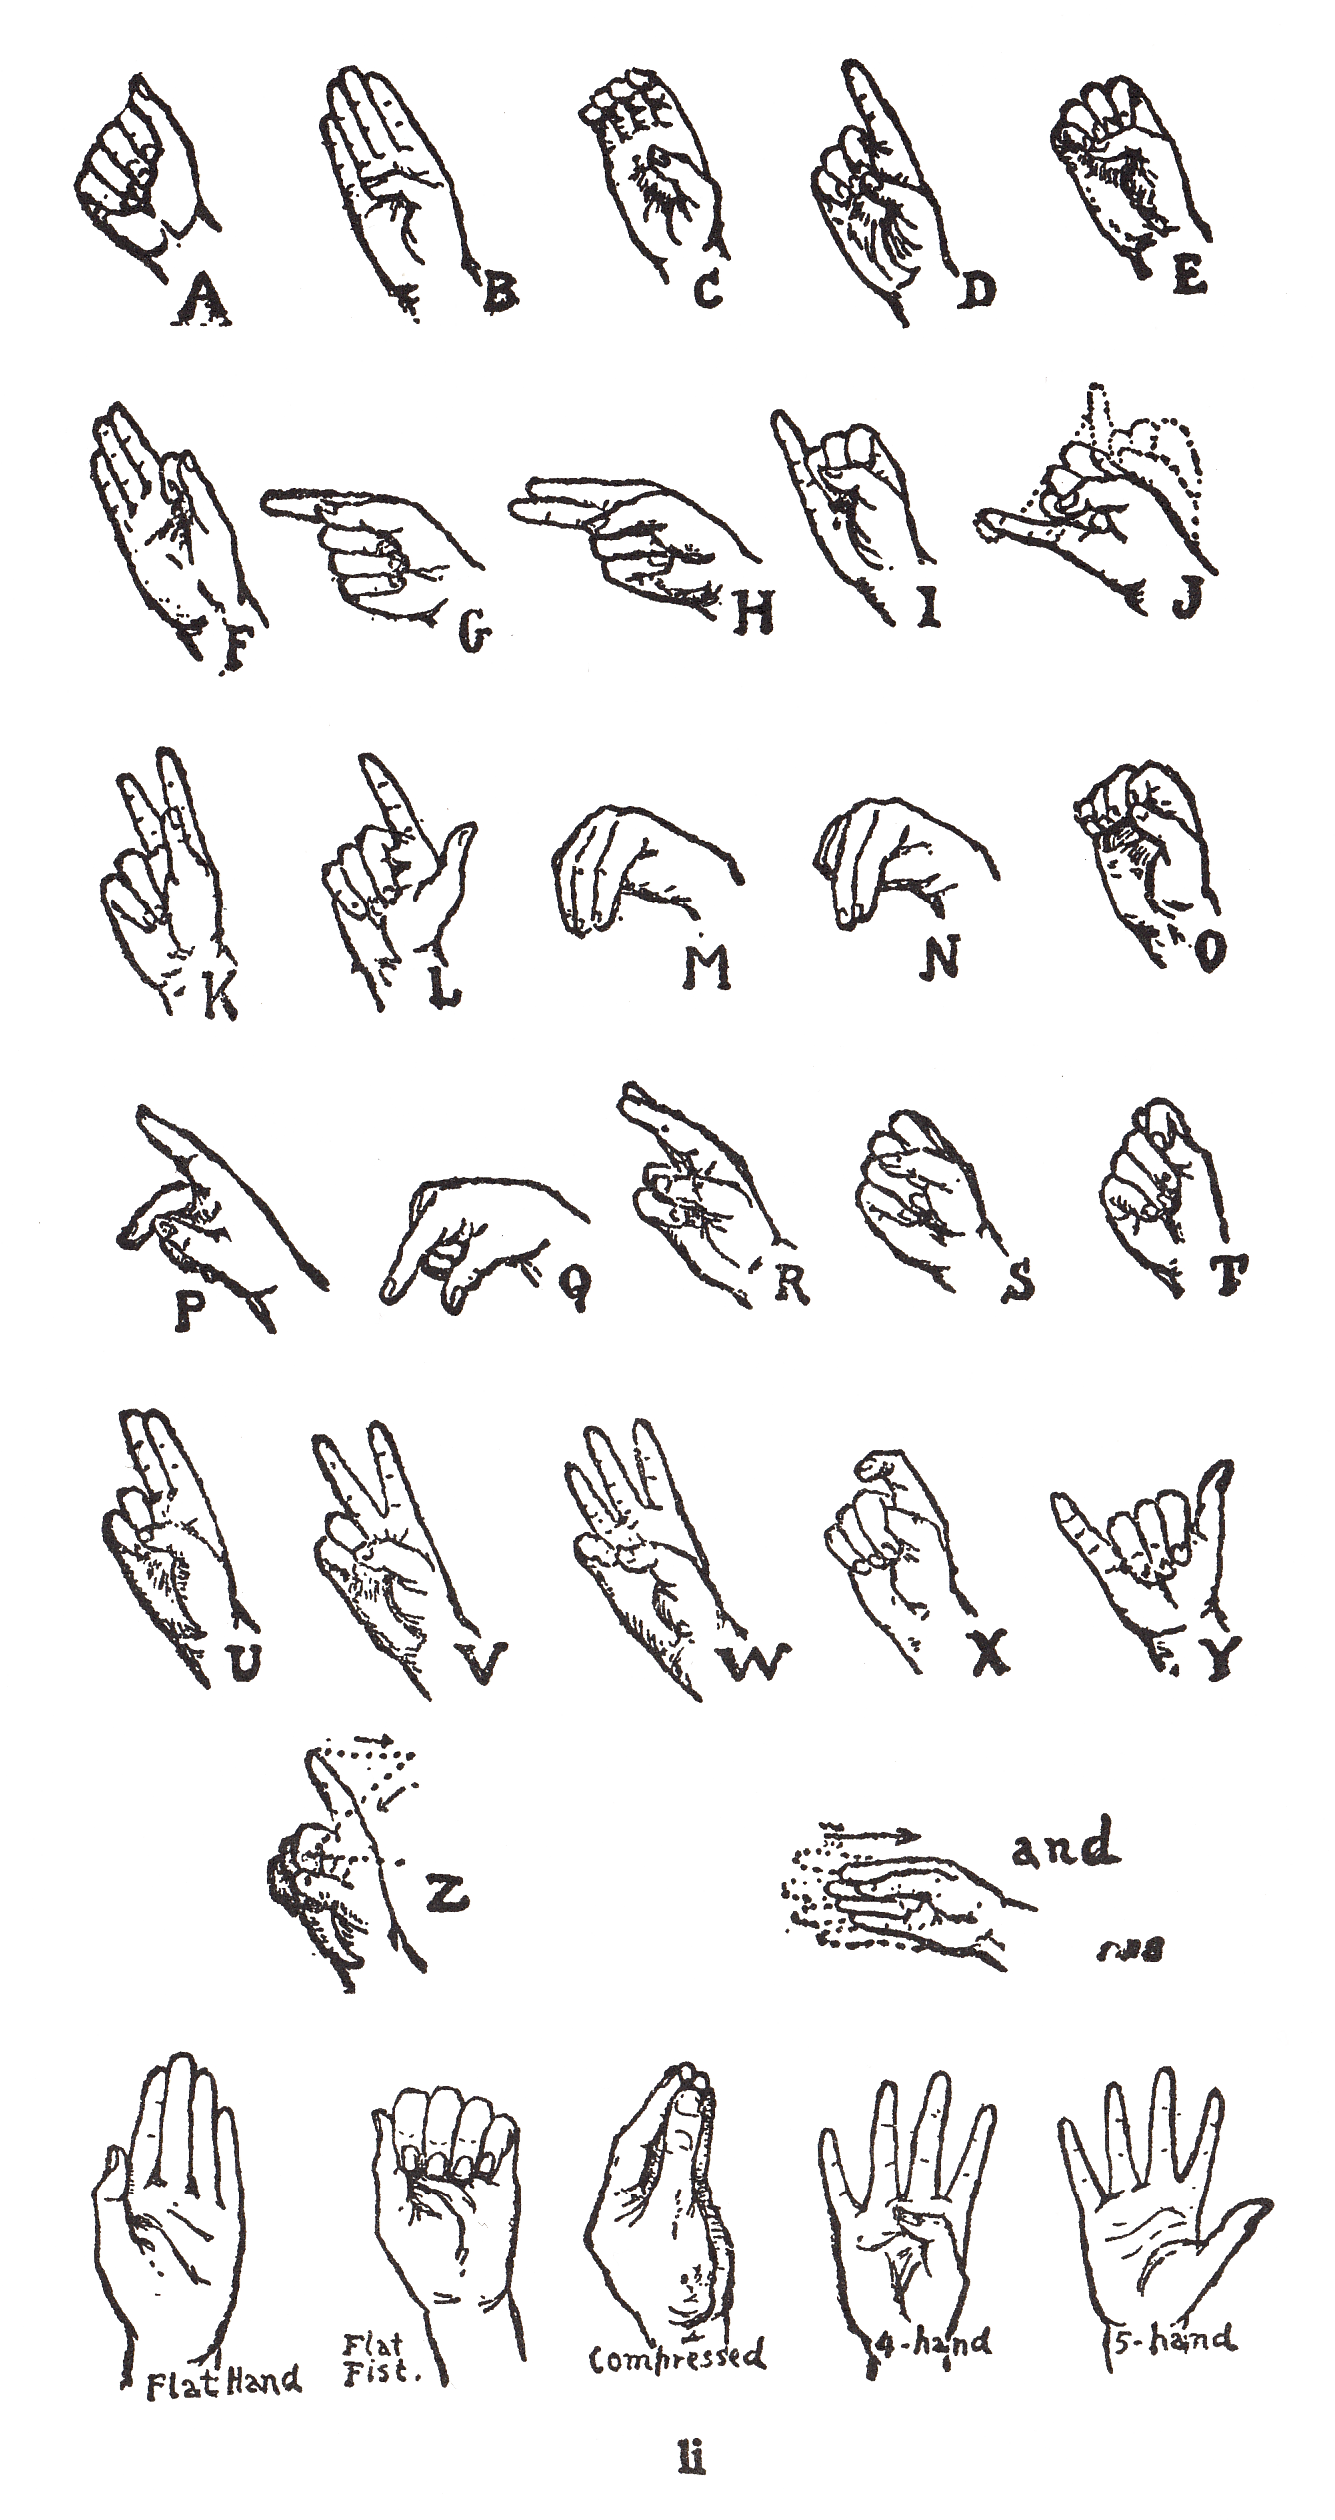 A B C D E
F G H I J
K L M N O
P Q R S T
U V W X Y
Z and
Flat Hand
Flat
Fist.
Compressed
4-hand
5-hand
li